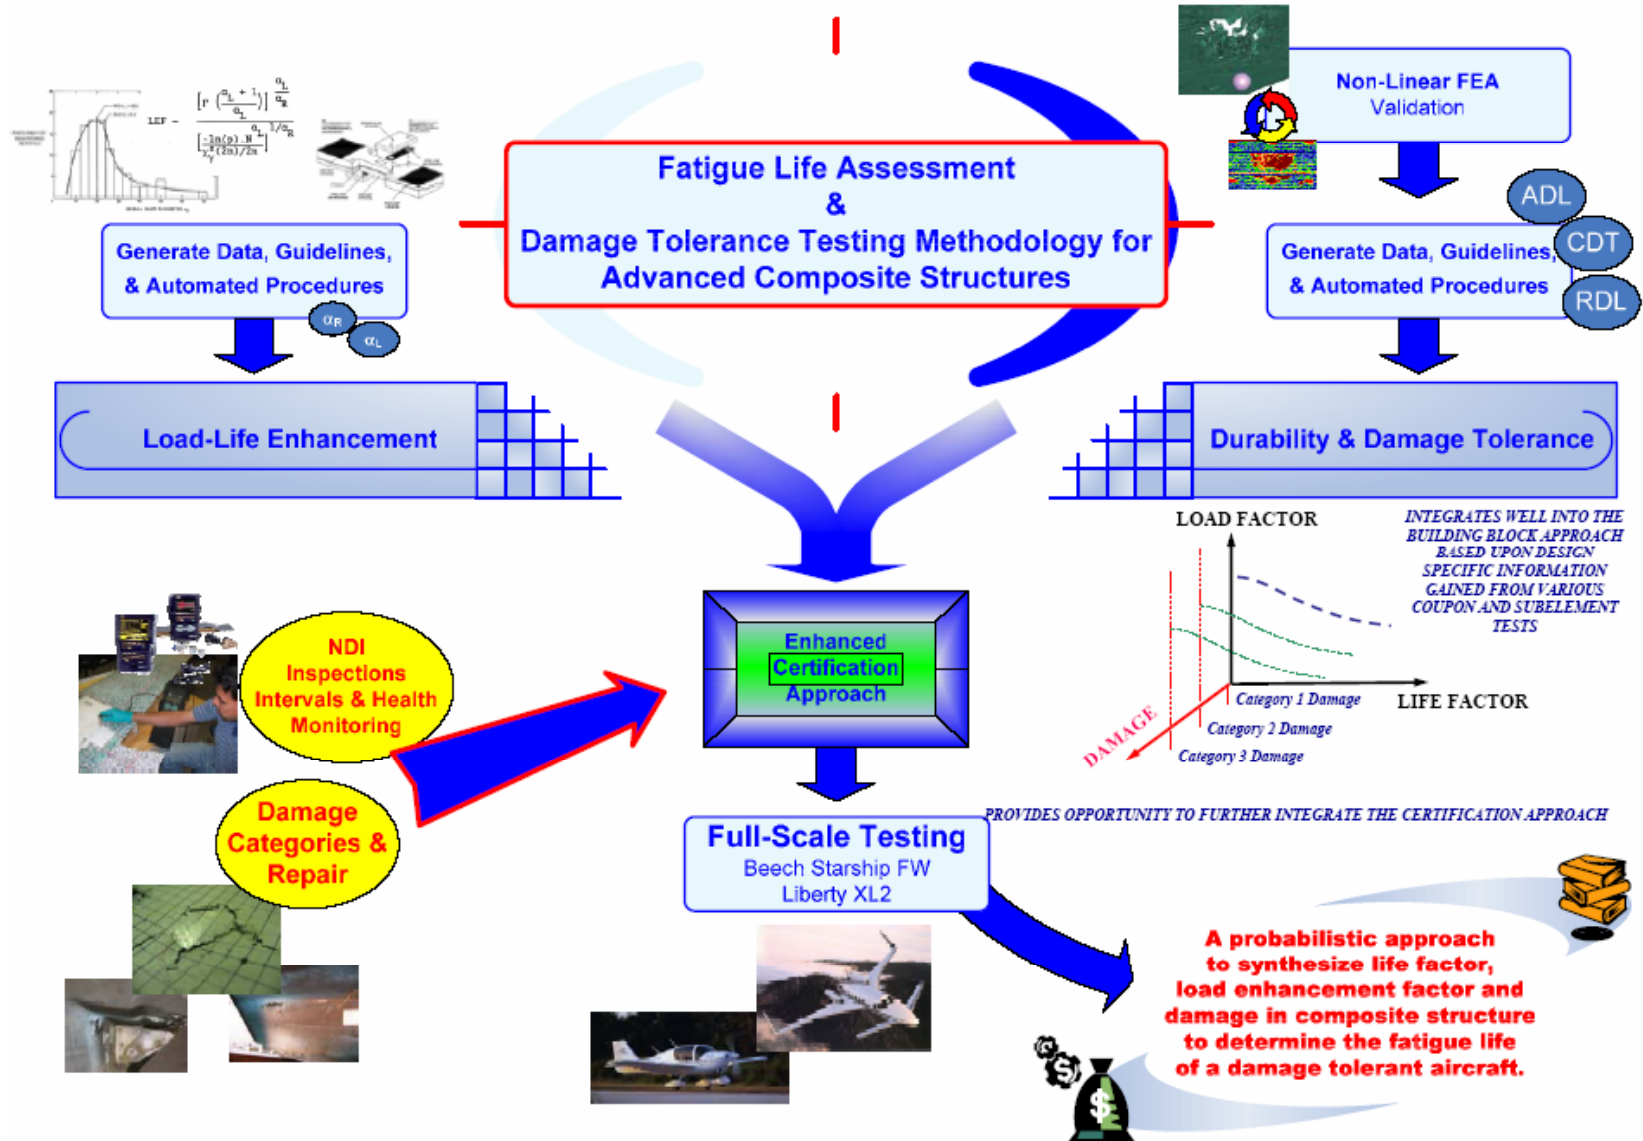 Fatigue Life Assessment
&
Damage Tolerance Testing Methodology for
Advanced Composite Structures
LEF
Generate Data, Guidelines,
& Automated Procedures
αR
αL
Load-Life Enhancement
Non-Linear FEA
Validation
ADL
CDT
RDL
Generate Data, Guidelines,
& Automated Procedures
Durability & Damage Tolerance
LOAD FACTOR
LIFE FACTOR
DAMAGE
Category 1 Damage
Category 2 Damage
Category 3 Damage
INTEGRATES WELL INTO THE
BUILDING BLOCK APPROACH
BASED UPON DESIGN
SPECIFIC INFORMATION
GAINED FROM VARIOUS
COUPON AND SUBELEMENT
TESTS
NDI
Inspections
Intervals & Health
Monitoring
Damage
Categories &
Repair
Enhanced
Certification
Approach
PROVIDES OPPORTUNITY TO FURTHER INTEGRATE THE CERTIFICATION APPROACH
Full-Scale Testing
Beech Starship FW
Liberty XL2
A probabilistic approach
to synthesize life factor,
load enhancement factor and
damage in composite structure
to determine the fatigue life
of a damage tolerant aircraft.
$
$